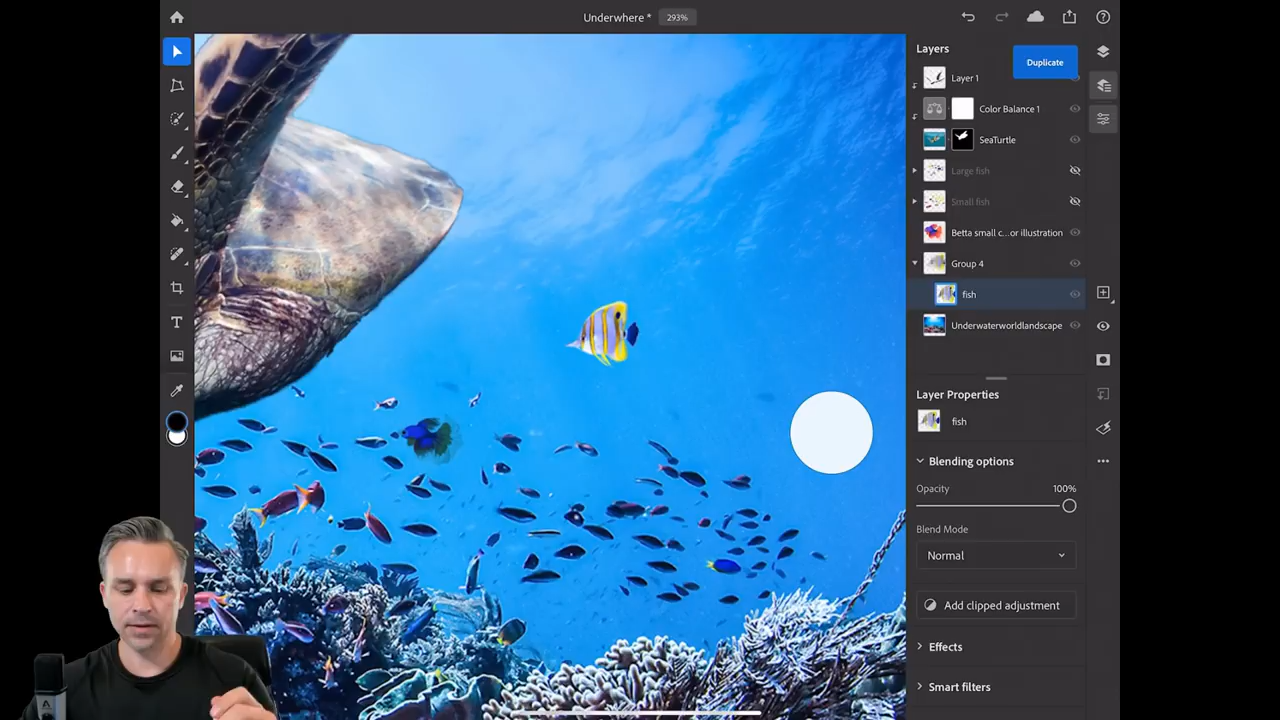 Underwhere *
293%
Layers
Duplicate
Layer 1
Color Balance 1
SeaTurtle
Large fish
Small fish
Betta small c...or illustration
Group 4
fish
Underwaterworldlandscape
Layer Properties
fish
Blending options
Opacity
100%
Blend Mode
Normal
Add clipped adjustment
Effects
Smart filters